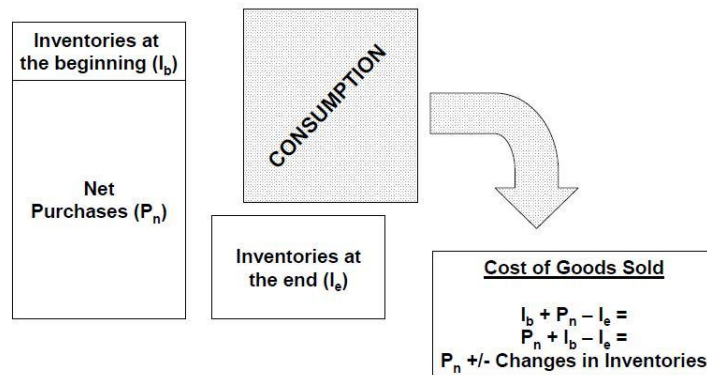 Inventories at
the beginning (Ib)
Net
Purchases (Pn)
CONSUMPTION
Inventories at
the end (Ie)
Cost of Goods Sold
Ib + Pn – Ie =
Pn + Ib – Ie =
Pn +/- Changes in Inventories